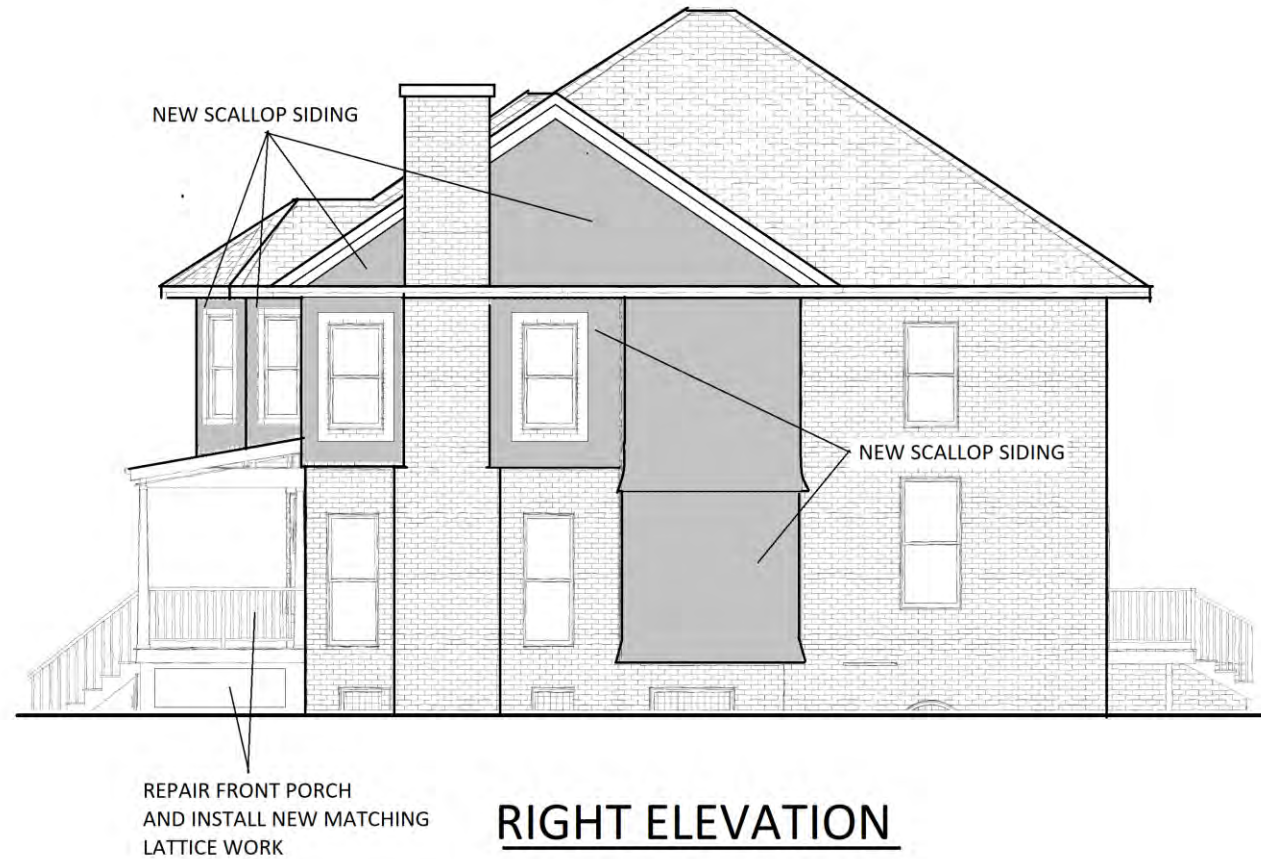 NEW SCALLOP SIDING
NEW SCALLOP SIDING
REPAIR FRONT PORCH
AND INSTALL NEW MATCHING
LATTICE WORK
RIGHT ELEVATION